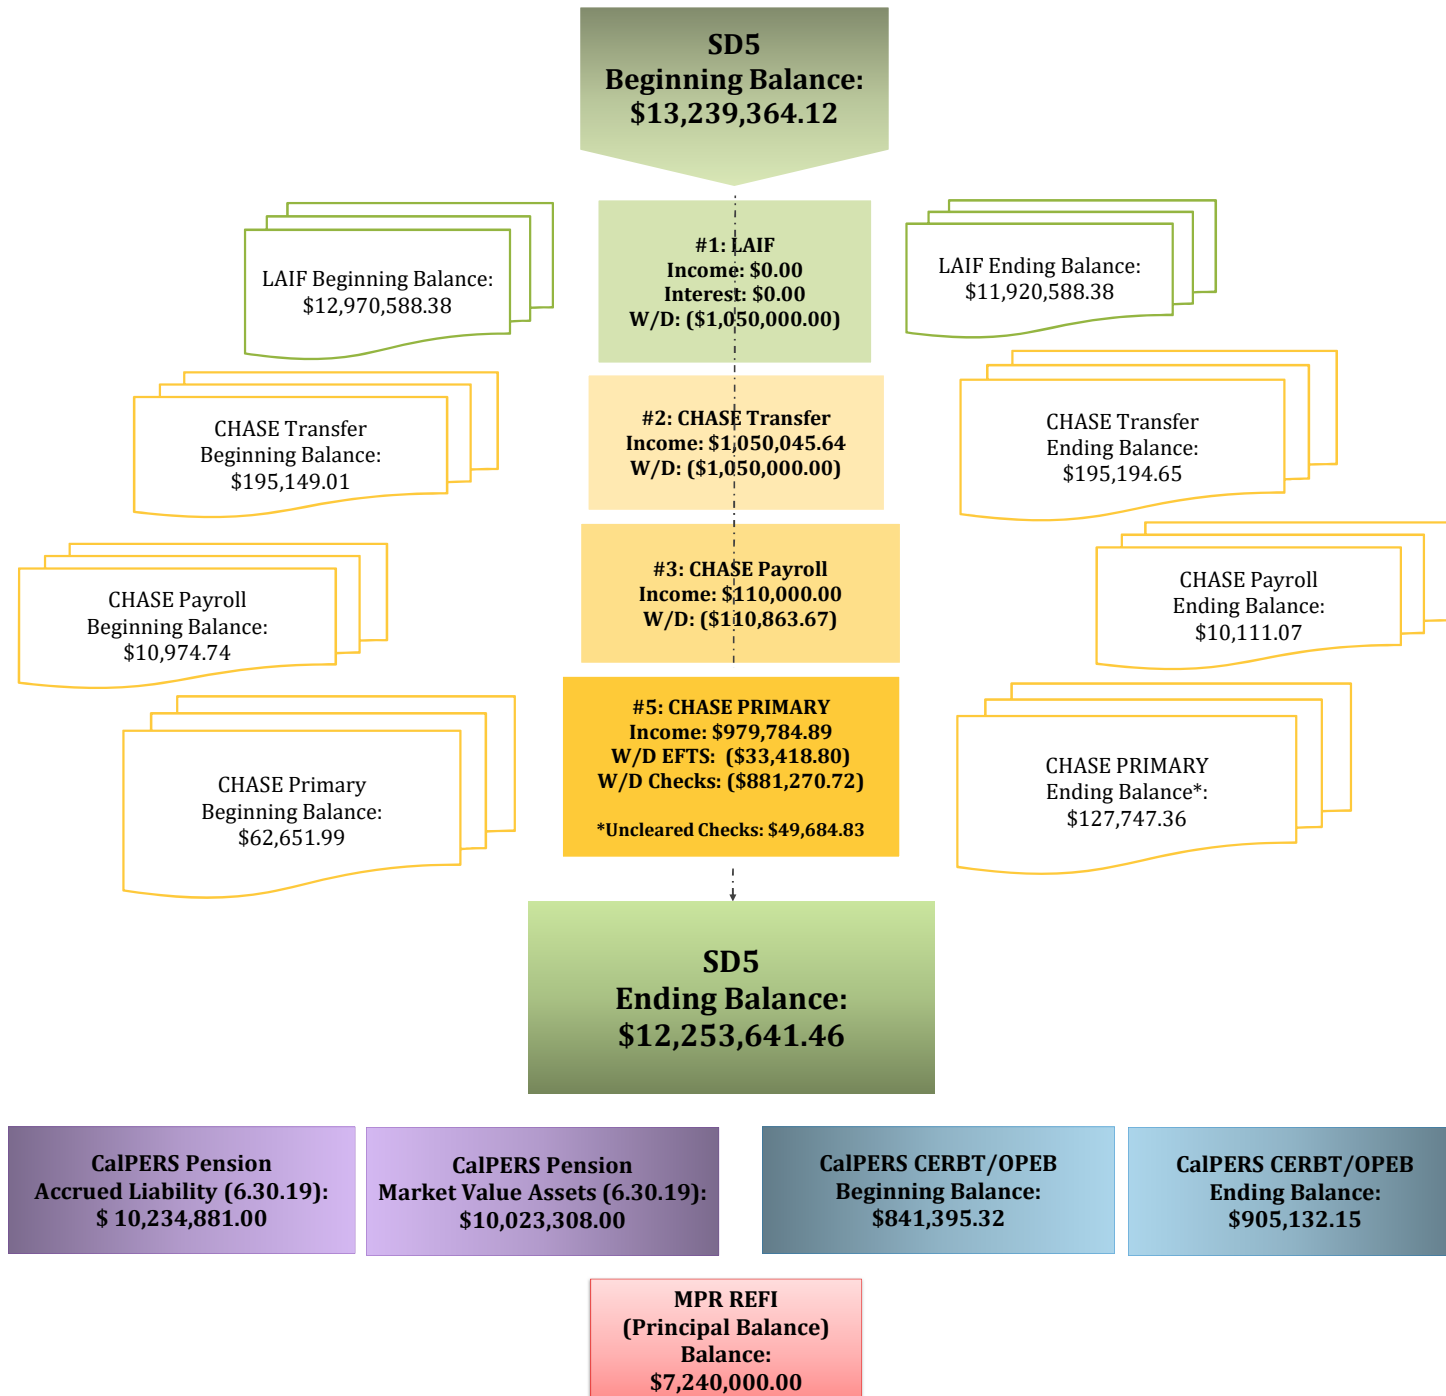 SD5
Beginning Balance:
$13,239,364.12
LAIF Beginning Balance:
$12,970,588.38
#1: LAIF
Income: $0.00
Interest: $0.00
W/D: ($1,050,000.00)
LAIF Ending Balance:
$11,920,588.38
CHASE Transfer
Beginning Balance:
$195,149.01
#2: CHASE Transfer
Income: $1,050,045.64
W/D: ($1,050,000.00)
CHASE Transfer
Ending Balance:
$195,194.65
CHASE Payroll
Beginning Balance:
$10,974.74
#3: CHASE Payroll
Income: $110,000.00
W/D: ($110,863.67)
CHASE Payroll
Ending Balance:
$10,111.07
CHASE Primary
Beginning Balance:
$62,651.99
#5: CHASE PRIMARY
Income: $979,784.89
W/D EFTS:  ($33,418.80)
W/D Checks: ($881,270.72)
*Uncleared Checks: $49,684.83
CHASE PRIMARY
Ending Balance*:
$127,747.36
SD5
Ending Balance:
$12,253,641.46
CalPERS Pension
Accrued Liability (6.30.19):
$ 10,234,881.00
CalPERS Pension
Market Value Assets (6.30.19):
$10,023,308.00
CalPERS CERBT/OPEB
Beginning Balance:
$841,395.32
CalPERS CERBT/OPEB
Ending Balance:
$905,132.15
MPR REFI
(Principal Balance)
Balance:
$7,240,000.00